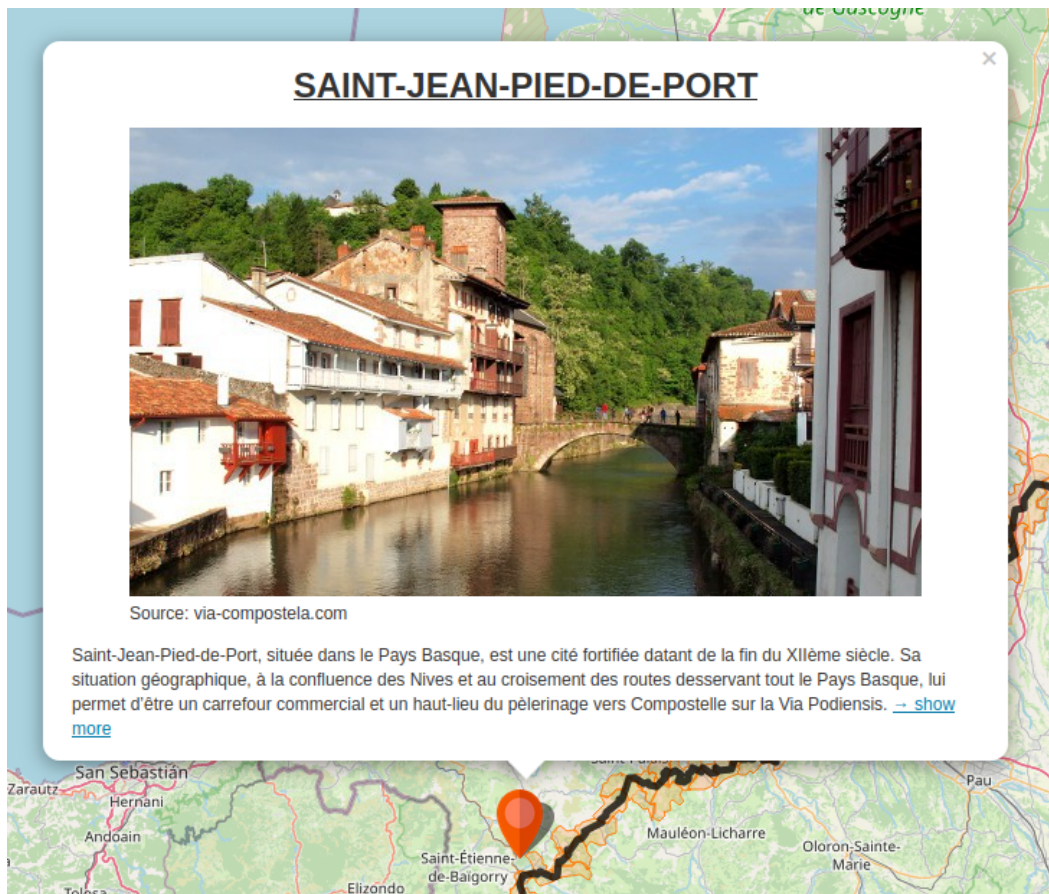 de Gascogne
×
SAINT-JEAN-PIED-DE-PORT
Source: via-compostela.com
Saint-Jean-Pied-de-Port, située dans le Pays Basque, est une cité fortifiée datant de la fin du XIIème siècle. Sa
situation géographique, à la confluence des Nives et au croisement des routes desservant tout le Pays Basque, lui
permet d'être un carrefour commercial et un haut-lieu du pèlerinage vers Compostelle sur la Via Podiensis. → show
more
Saint-Palais
San Sebastián
Zarautz
Pau
Hernani
Andoain
Mauléon-Licharre
Oloron-Sainte-
Marie
Saint-Étienne-
de-Baigorry
Elizondo
Tolosa